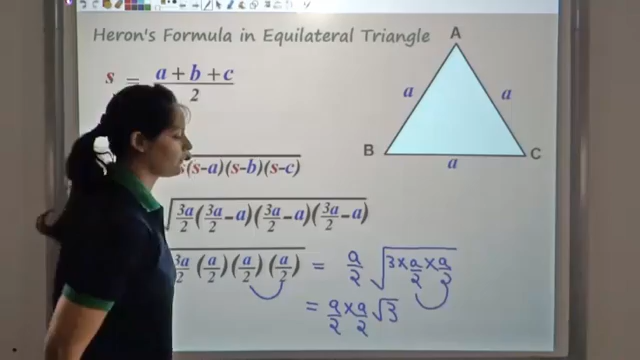 Heron's Formula in Equilateral Triangle
A
s = a + b + c / 2
a a
B C
a
(s-a)(s-b)(s-c)
√ 3a/2 (3a/2 - a) (3a/2 - a) (3a/2 - a)
3a/2 (a/2) (a/2) (a/2) = a/2 √ 3 × a/2 × a/2
= a/2 × a/2 √3